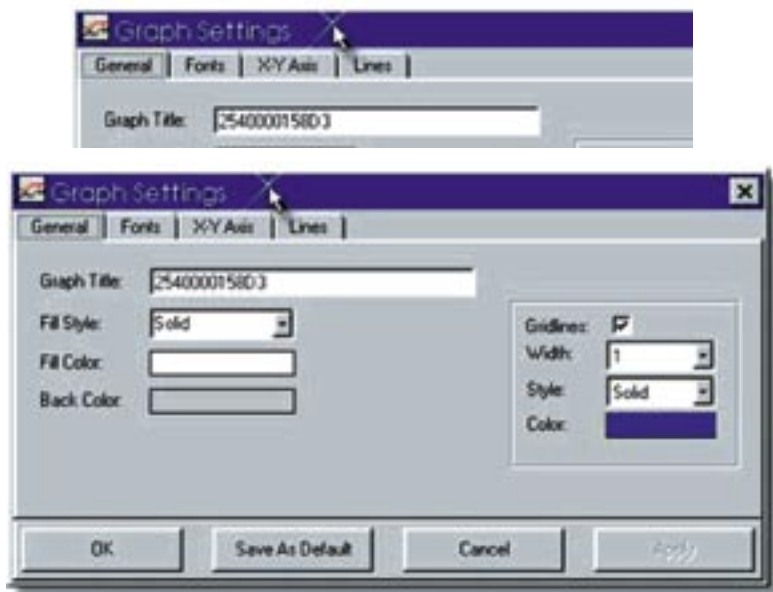 Graph Settings
General Fonts X-Y Axis Lines
Graph Title: 2540000158D3
Graph Settings
General Fonts X-Y Axis Lines
Graph Title: 2540000158D3
Fill Style: Solid
Fill Color:
Back Color:
Gridlines:
Width: 1
Style: Solid
Color:
OK Save As Default Cancel Apply